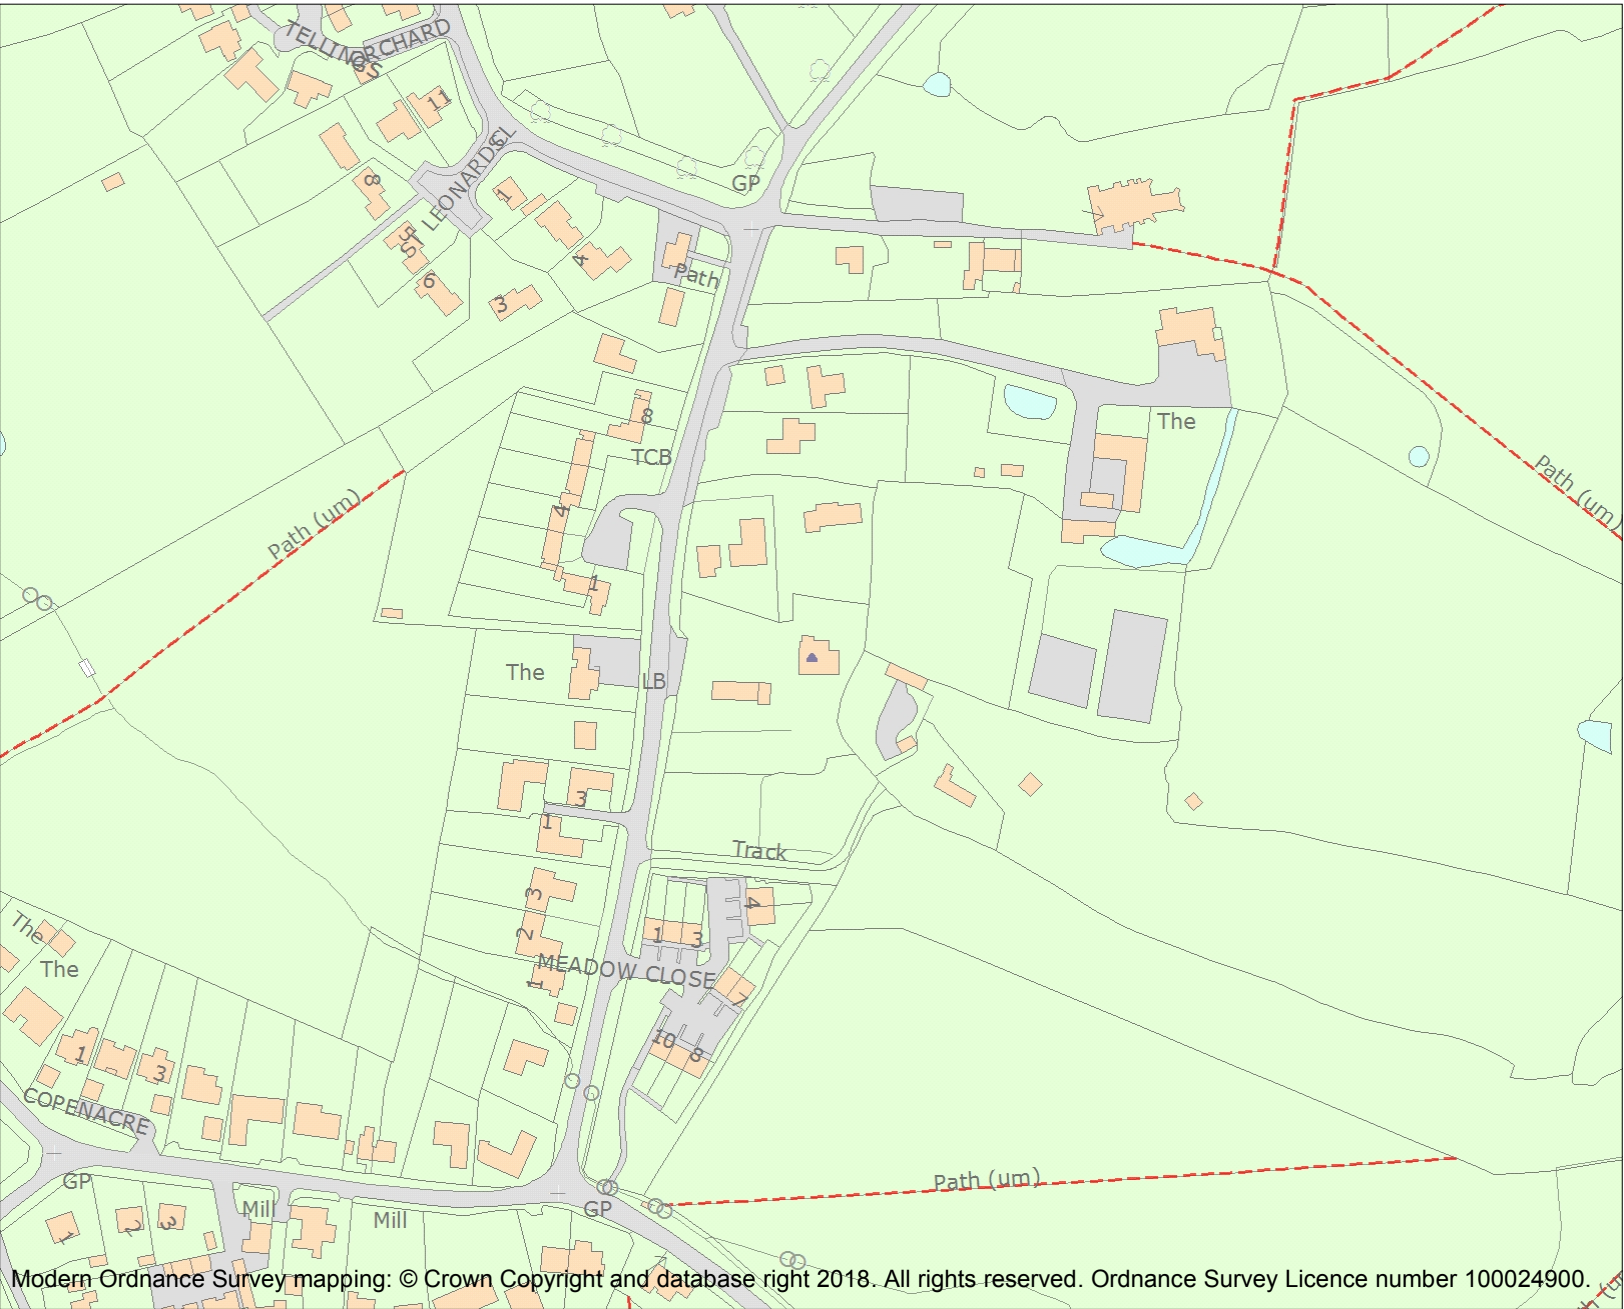 TELLINGS
ORCHARD
11
ST LEONARDS CL
8
1
5
6
4
3
GP
Path
8
TCB
4
1
The
Path (um)
Path (um)
The
LB
3
1
Track
3
2
1
4
1
3
MEADOW CLOSE
7
10
8
The
The
1
3
COPENACRE
GP
Mill
Mill
1
2
3
GP
Path (um)
Modern Ordnance Survey mapping: © Crown Copyright and database right 2018. All rights reserved. Ordnance Survey Licence number 100024900.